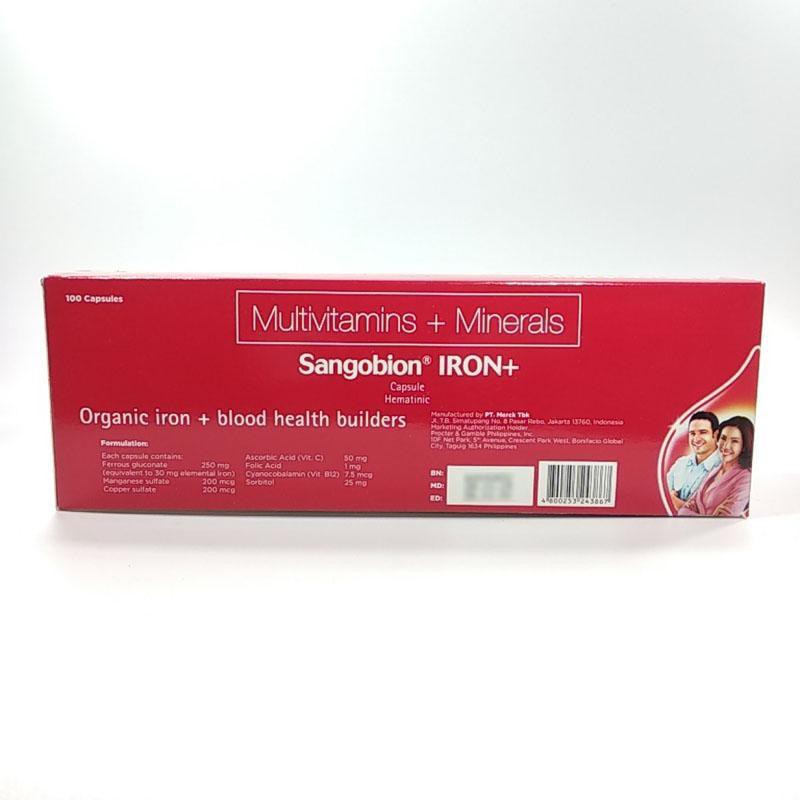 100 Capsules
Multivitamins + Minerals
Sangobion® IRON+
Capsule
Hematinic
Organic iron + blood health builders
Formulation:
Each capsule contains:
Ferrous gluconate 250 mg
(equivalent to 30 mg elemental iron)
Manganese sulfate 200 mcg
Copper sulfate 200 mcg
Ascorbic Acid (Vit. C) 50 mg
Folic Acid 1 mg
Cyanocobalamin (Vit. B12) 7.5 mcg
Sorbitol 25 mg
Manufactured by PT. Merck Tbk
JL.T.B. Simatupang No. 8 Pasar Rebo, Jakarta 13760, Indonesia
Marketing Authorization Holder
Procter & Gamble Philippines, Inc.
10F Net Park, 5th Avenue, Crescent Park West, Bonifacio Global
City, Taguig 1634 Philippines
BN:
MD:
ED:
4 800253 243867